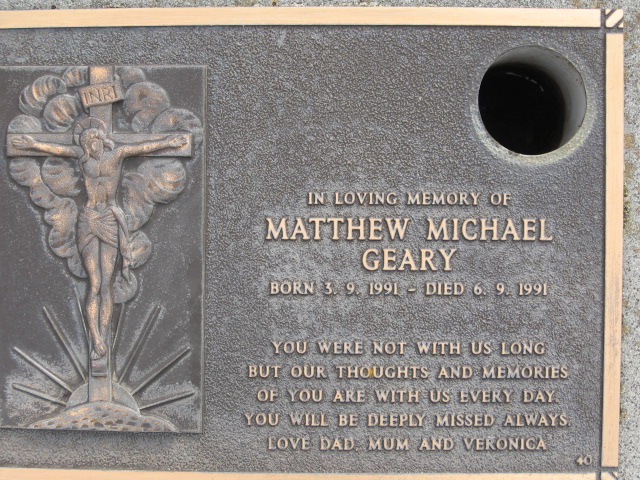 INRI
IN LOVING MEMORY OF
MATTHEW MICHAEL
GEARY
BORN 3. 9. 1991 - DIED 6. 9. 1991
YOU WERE NOT WITH US LONG
BUT OUR THOUGHTS AND MEMORIES
OF YOU ARE WITH US EVERY DAY.
YOU WILL BE DEEPLY MISSED ALWAYS.
LOVE DAD, MUM AND VERONICA
40